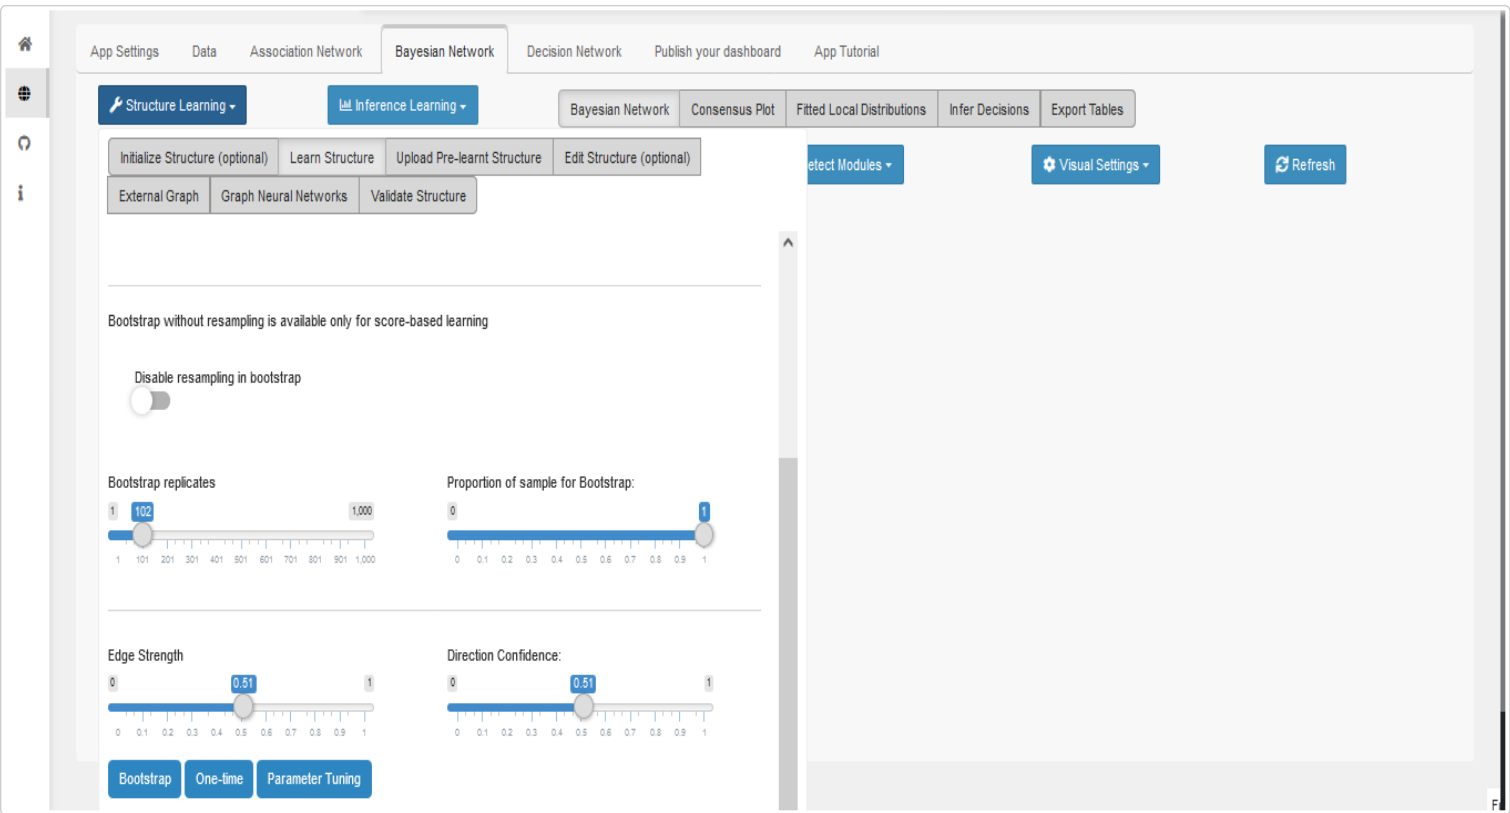 App Settings Data Association Network Bayesian Network Decision Network Publish your dashboard App Tutorial
Structure Learning Inference Learning Bayesian Network Consensus Plot Fitted Local Distributions Infer Decisions Export Tables
Initialize Structure (optional) Learn Structure Upload Pre-learnt Structure Edit Structure (optional)
etect Modules Visual Settings Refresh
External Graph Graph Neural Networks Validate Structure
Bootstrap without resampling is available only for score-based learning
Disable resampling in bootstrap
Bootstrap replicates Proportion of sample for Bootstrap:
1 102 1,000 0 1
1 101 201 301 401 501 601 701 801 901 1,000 0 0.1 0.2 0.3 0.4 0.5 0.6 0.7 0.8 0.9 1
Edge Strength Direction Confidence:
0 0.51 1 0 0.51 1
0 0.1 0.2 0.3 0.4 0.5 0.6 0.7 0.8 0.9 1 0 0.1 0.2 0.3 0.4 0.5 0.6 0.7 0.8 0.9 1
Bootstrap One-time Parameter Tuning